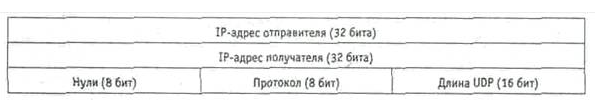 IP-адрес отправителя (32 бита)
IP-адрес получателя (32 бита)
Нули (8 бит) Протокол (8 бит) Длина UDP (16 бит)